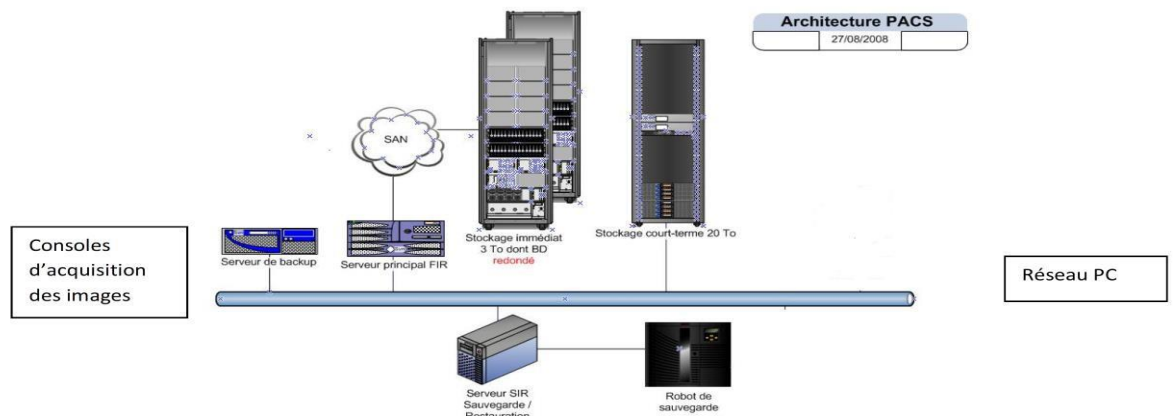 Architecture PACS
27/08/2008
SAN
Stockage immédiat
3 To dont BD
redondé
Stockage court-terme 20 To
Serveur de backup
Serveur principal FIR
Consoles
d'acquisition
des images
Réseau PC
Serveur SIR
Sauvegarde /
Restauration
Robot de
sauvegarde